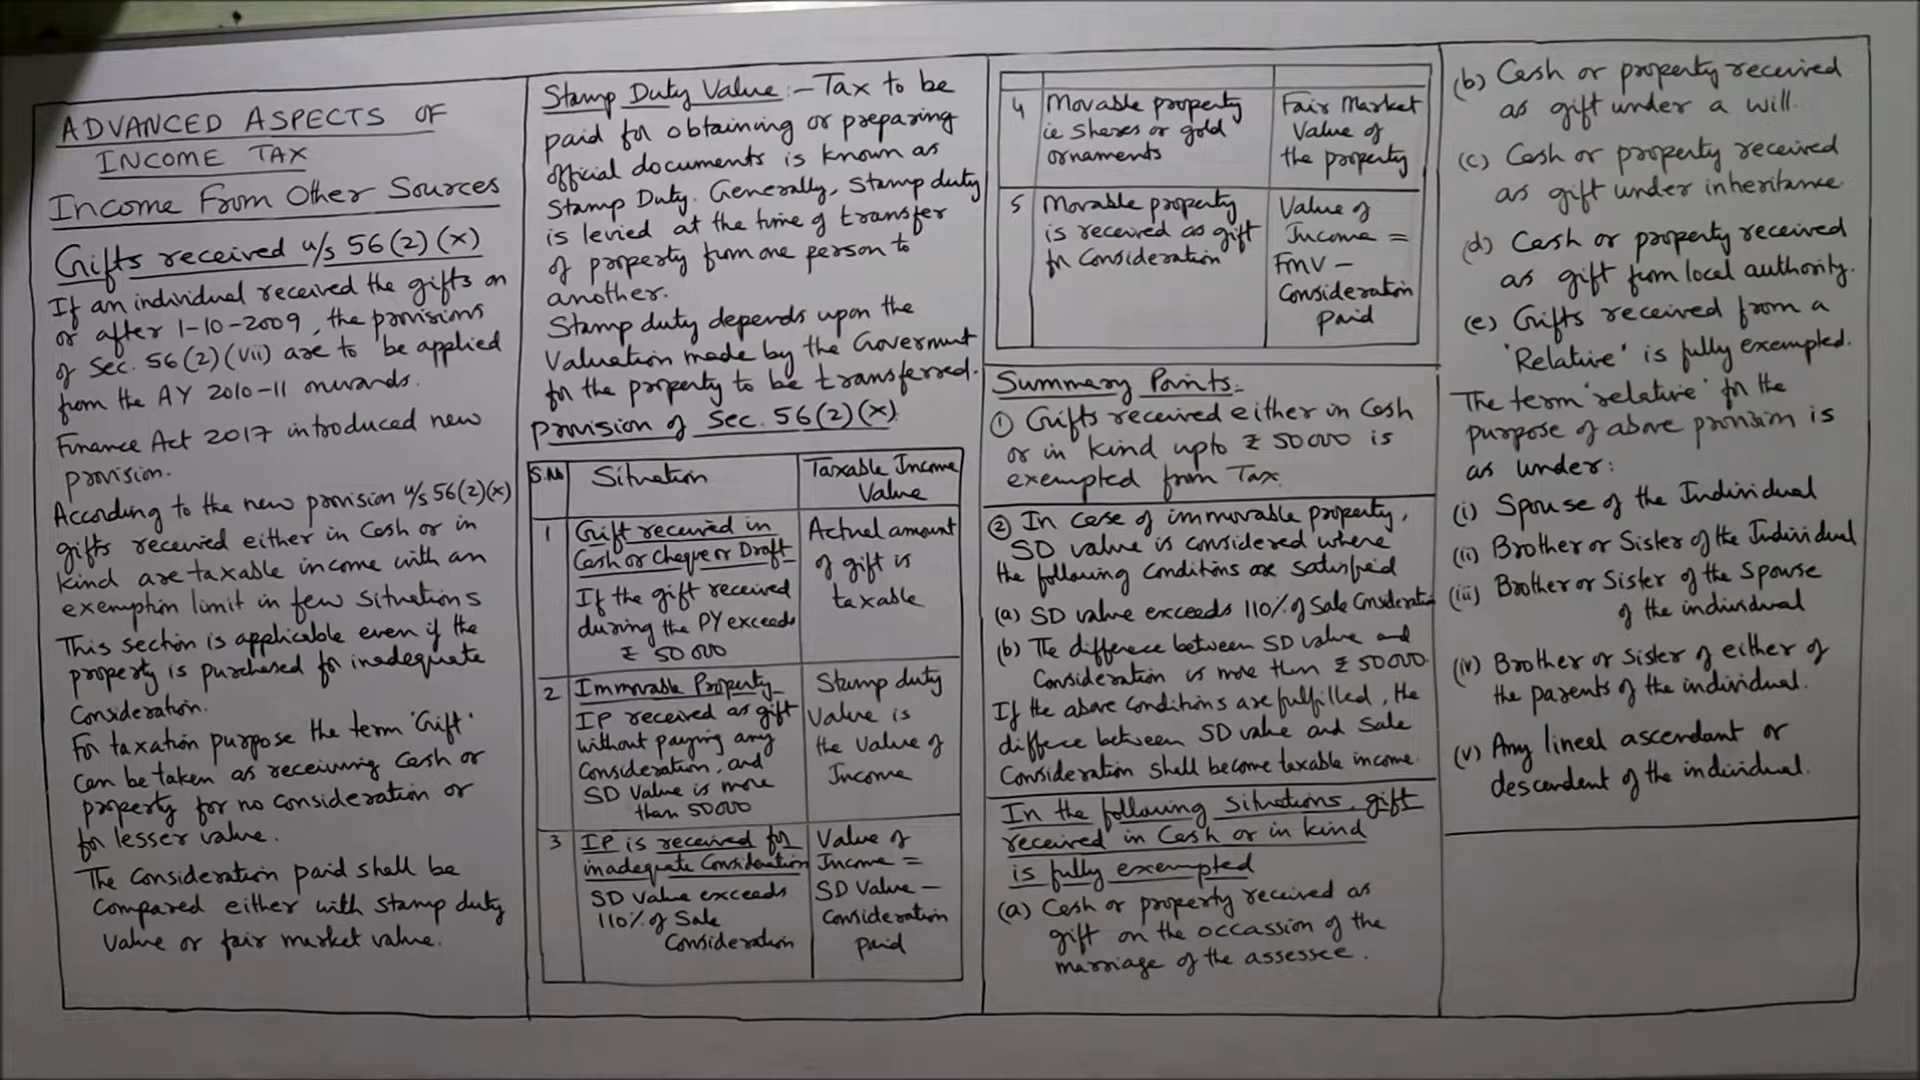 ADVANCED ASPECTS OF
INCOME TAX
Income From Other Sources
Gifts received u/s 56(2)(x)
If an individual received the gifts on
or after 1-10-2009, the provisions
of Sec. 56(2)(vii) are to be applied
from the AY 2010-11 onwards.
Finance Act 2017 introduced new
provision.
According to the new provision u/s 56(2)(x)
gifts received either in Cash or in
kind are taxable income with an
exemption limit in few situations
This section is applicable even if the
property is purchased for inadequate
Consideration.
For taxation purpose the term 'Gift'
can be taken as receiving Cash or
property for no consideration or
for lesser value.
The Consideration paid shall be
Compared either with stamp duty
Value or fair market value.
Stamp Duty Value :- Tax to be
paid for obtaining or preparing
official documents is known as
Stamp Duty. Generally, Stamp duty
is levied at the time of transfer
of property from one person to
another.
Stamp duty depends upon the
Valuation made by the Government
for the property to be transferred.
Provision of Sec. 56(2)(x)
S.No Situation Taxable Income Value
1 Gift received in Actual amount
Cash or Cheque or Draft of gift is
If the gift received taxable
during the PY exceeds
₹ 50000
2 Immovable Property Stamp duty
IP received as gift Value is
without paying any the Value of
Consideration, and Income
SD Value is more
than 50000
3 IP is received for Value of
inadequate Consideration Income =
SD Value exceeds SD Value -
110% of Sale Consideration
Consideration paid
4 Movable property Fair Market
ie Shares or gold Value of
ornaments the property
5 Movable property Value of
is received as gift Income =
for Consideration FMV -
Consideration
paid
Summary Points:-
① Gifts received either in Cash
or in kind upto ₹ 50000 is
exempted from Tax.
② In case of immovable property,
SD value is considered where
the following Conditions are satisfied
(a) SD value exceeds 110% of Sale Consideration
(b) The difference between SD value and
Consideration is more than ₹ 50000.
If the above Conditions are fulfilled, the
differce between SD value and Sale
Consideration shall become taxable income.
In the following situations, gift
received in Cash or in kind
is fully exempted
(a) Cash or property received as
gift on the occassion of the
marriage of the assessee.
(b) Cash or property received
as gift under a will.
(c) Cash or property received
as gift under inheritance.
(d) Cash or property received
as gift from local authority.
(e) Gifts received from a
'Relative' is fully exempted.
The term 'relative' for the
purpose of above provision is
as under:
(i) Spouse of the Individual
(ii) Brother or Sister of the Individual
(iii) Brother or Sister of the Spouse
of the individual
(iv) Brother or Sister of either of
the parents of the individual.
(v) Any lineal ascendant or
descendent of the individual.